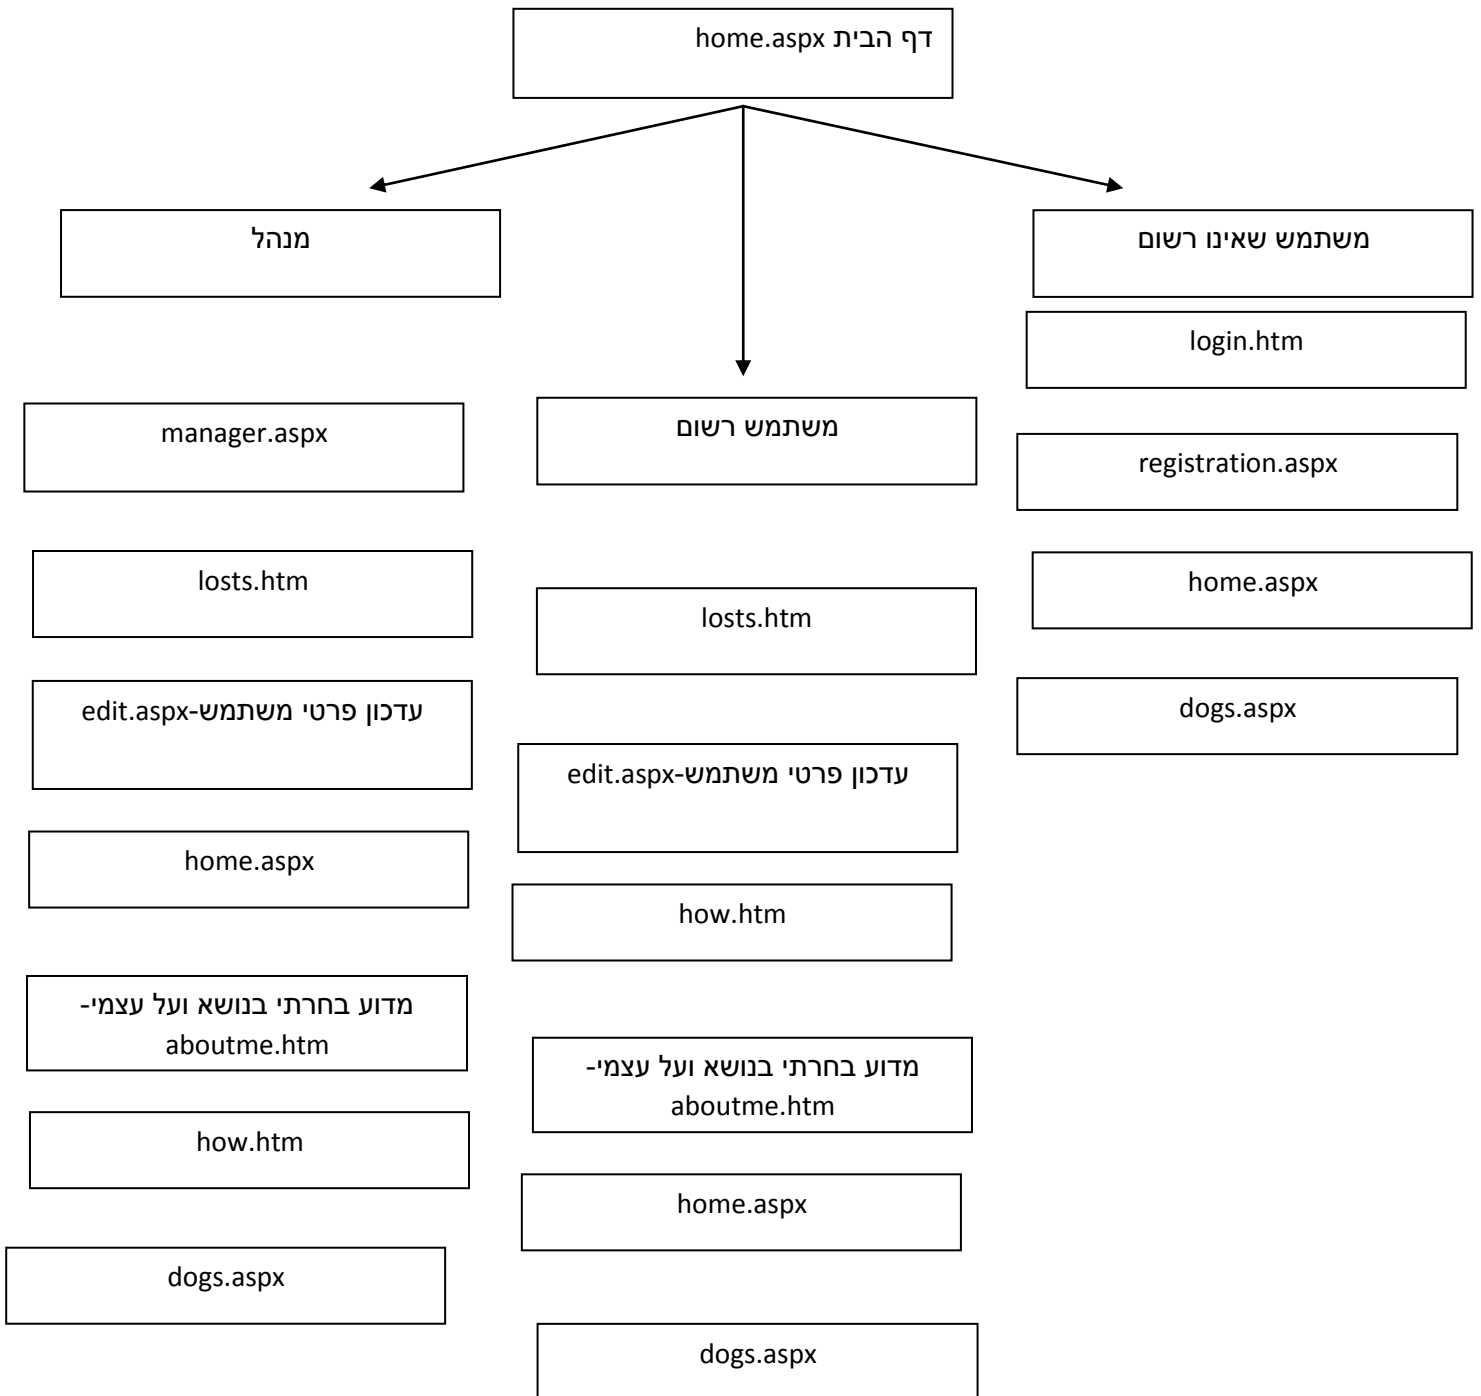 דף הבית home.aspx
משתמש שאינו רשום
login.htm
registration.aspx
home.aspx
dogs.aspx
משתמש רשום
losts.htm
עדכון פרטי משתמש-edit.aspx
how.htm
מדוע בחרתי בנושא ועל עצמי-
aboutme.htm
home.aspx
dogs.aspx
מנהל
manager.aspx
losts.htm
עדכון פרטי משתמש-edit.aspx
home.aspx
מדוע בחרתי בנושא ועל עצמי-
aboutme.htm
how.htm
dogs.aspx